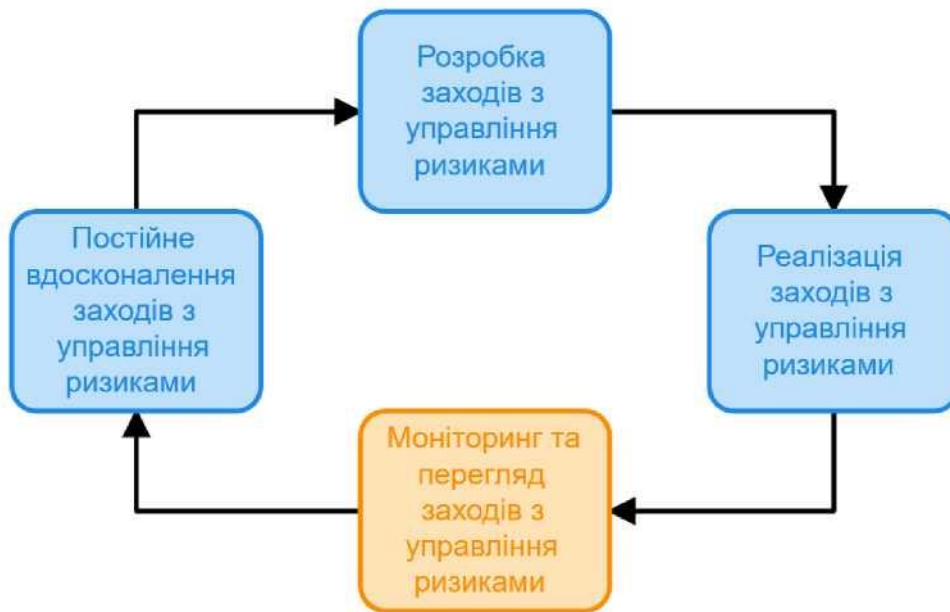 Розробка
заходів з
управління
ризиками
Постійне
вдосконалення
заходів з
управління
ризиками
Реалізація
заходів з
управління
ризиками
Моніторинг та
перегляд
заходів з
управління
ризиками